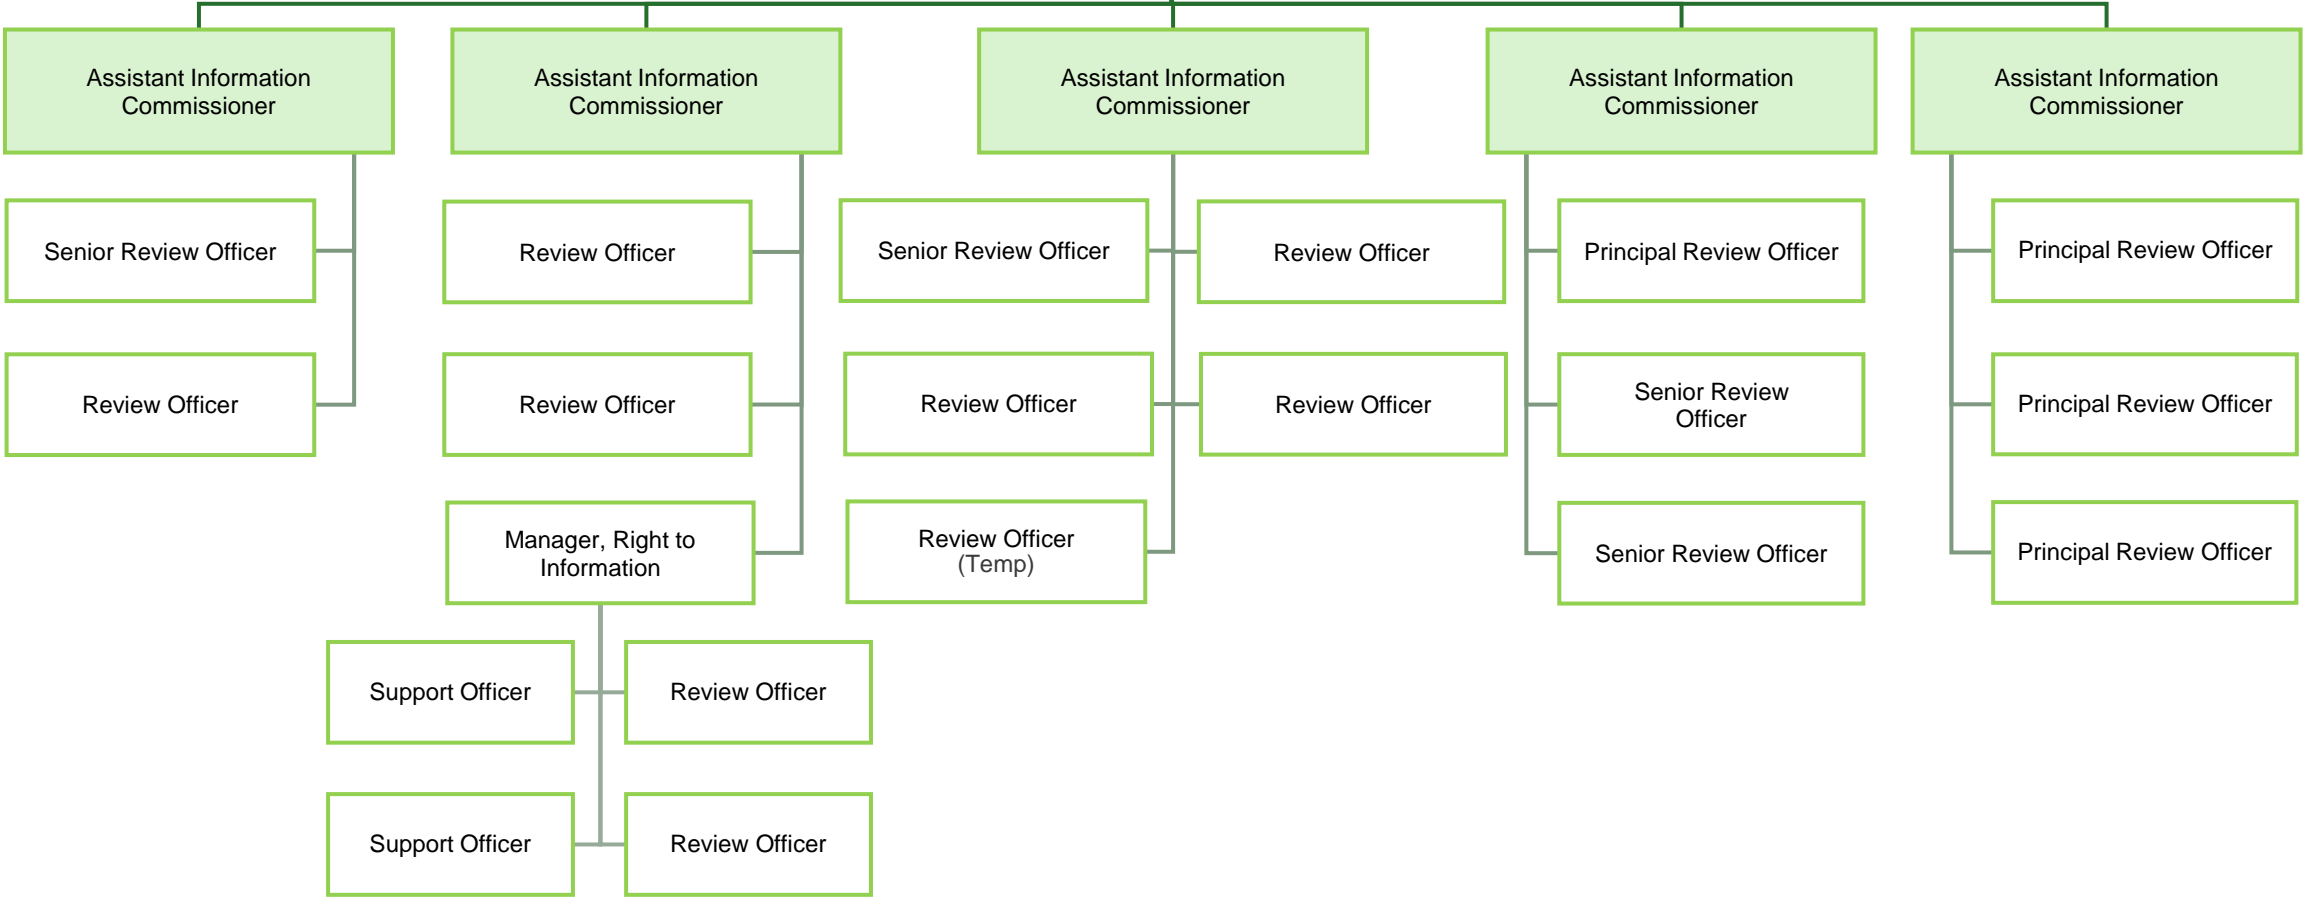 Assistant Information
Commissioner
Assistant Information
Commissioner
Assistant Information
Commissioner
Assistant Information
Commissioner
Assistant Information
Commissioner
Senior Review Officer
Review Officer
Senior Review Officer
Review Officer
Principal Review Officer
Principal Review Officer
Review Officer
Review Officer
Review Officer
Review Officer
Senior Review
Officer
Principal Review Officer
Manager, Right to
Information
Review Officer
(Temp)
Senior Review Officer
Principal Review Officer
Support Officer
Review Officer
Support Officer
Review Officer